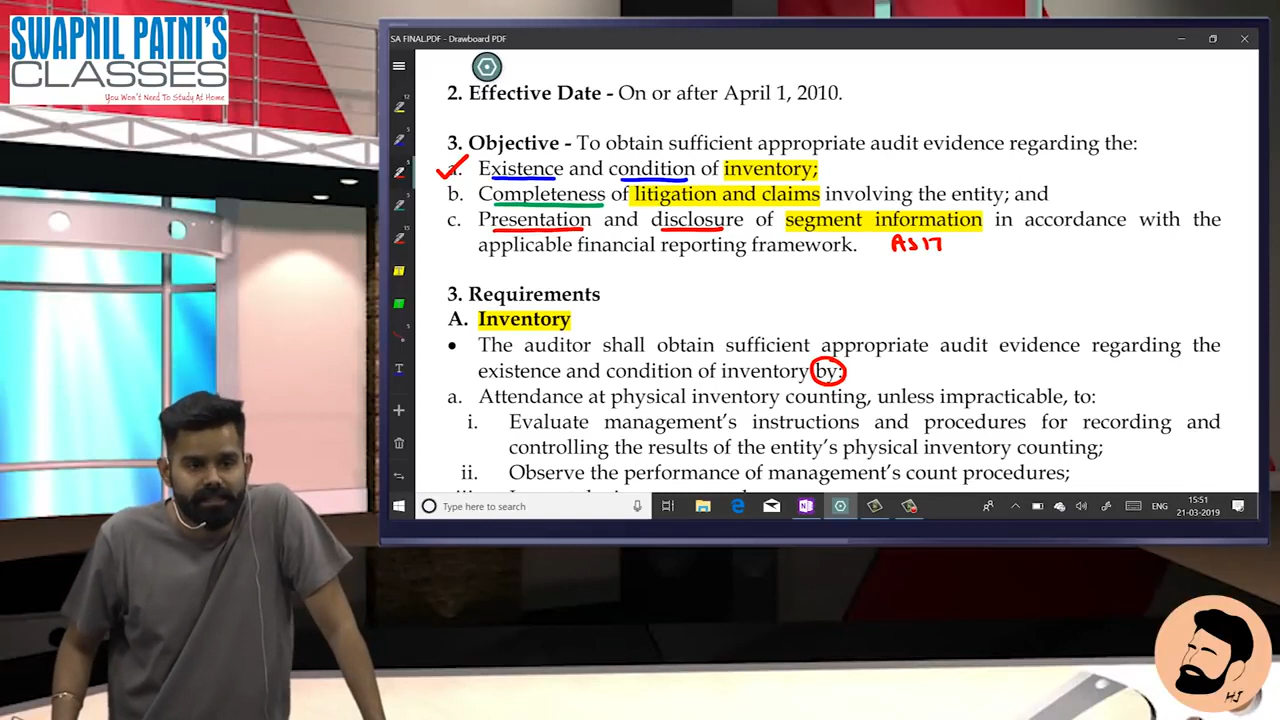 SWAPNIL PATNI'S
CLASSES
You Won't Need To Study At Home
SA FINAL.PDF - Drawboard PDF
2. Effective Date - On or after April 1, 2010.
3. Objective - To obtain sufficient appropriate audit evidence regarding the:
a. Existence and condition of inventory;
b. Completeness of litigation and claims involving the entity; and
c. Presentation and disclosure of segment information in accordance with the
applicable financial reporting framework. AS 17
3. Requirements
A. Inventory
• The auditor shall obtain sufficient appropriate audit evidence regarding the
existence and condition of inventory by:
a. Attendance at physical inventory counting, unless impracticable, to:
i. Evaluate management's instructions and procedures for recording and
controlling the results of the entity's physical inventory counting;
ii. Observe the performance of management's count procedures;
Type here to search
ENG
15:51
21-03-2019
HJ